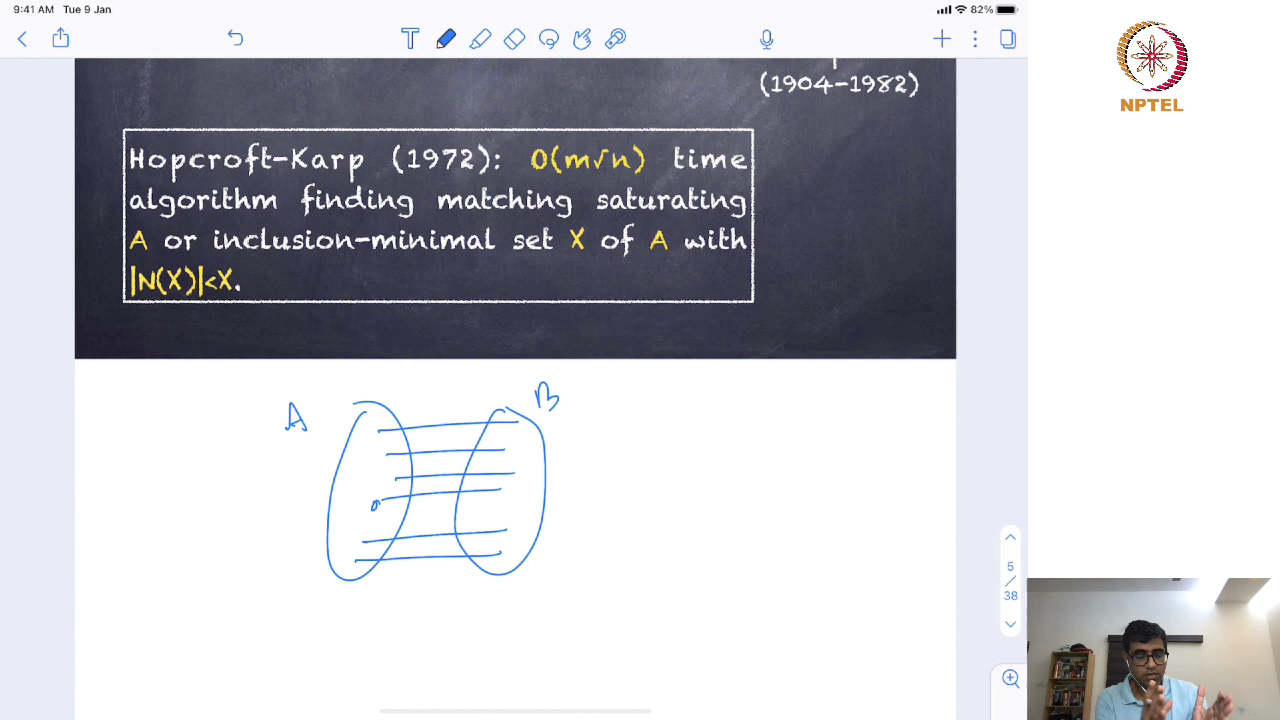 9:41 AM Tue 9 Jan
82%
(1904-1982)
NPTEL
Hopcroft-Karp (1972): O(m√n) time
algorithm finding matching saturating
A or inclusion-minimal set X of A with
|N(X)|<X.
A
B
5
/
38